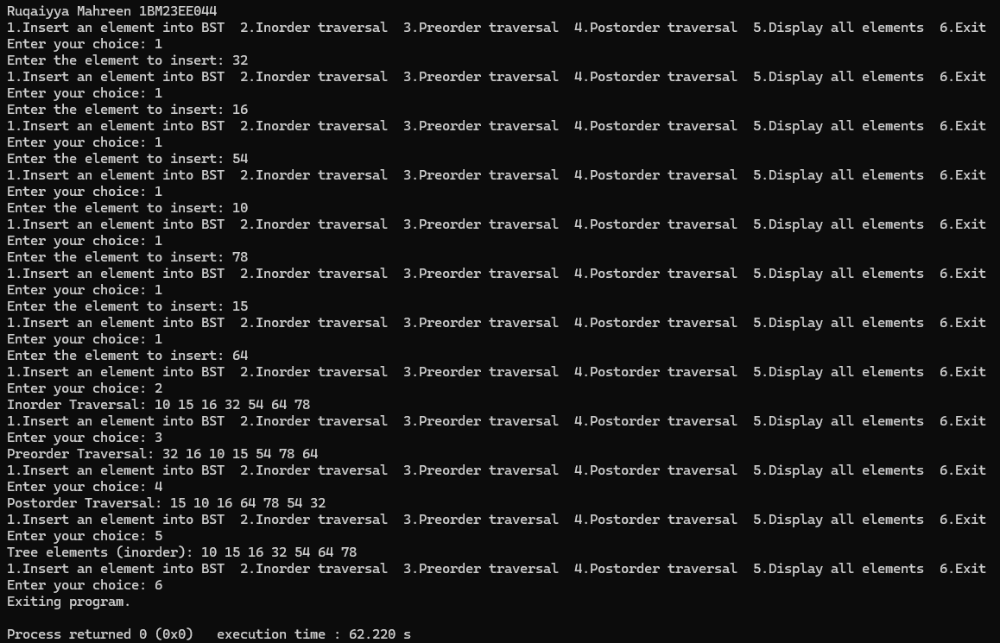 Ruqaiyya Mahreen 1BM23EE044
1.Insert an element into BST  2.Inorder traversal  3.Preorder traversal  4.Postorder traversal  5.Display all elements  6.Exit
Enter your choice: 1
Enter the element to insert: 32
1.Insert an element into BST  2.Inorder traversal  3.Preorder traversal  4.Postorder traversal  5.Display all elements  6.Exit
Enter your choice: 1
Enter the element to insert: 16
1.Insert an element into BST  2.Inorder traversal  3.Preorder traversal  4.Postorder traversal  5.Display all elements  6.Exit
Enter your choice: 1
Enter the element to insert: 54
1.Insert an element into BST  2.Inorder traversal  3.Preorder traversal  4.Postorder traversal  5.Display all elements  6.Exit
Enter your choice: 1
Enter the element to insert: 10
1.Insert an element into BST  2.Inorder traversal  3.Preorder traversal  4.Postorder traversal  5.Display all elements  6.Exit
Enter your choice: 1
Enter the element to insert: 78
1.Insert an element into BST  2.Inorder traversal  3.Preorder traversal  4.Postorder traversal  5.Display all elements  6.Exit
Enter your choice: 1
Enter the element to insert: 15
1.Insert an element into BST  2.Inorder traversal  3.Preorder traversal  4.Postorder traversal  5.Display all elements  6.Exit
Enter your choice: 1
Enter the element to insert: 64
1.Insert an element into BST  2.Inorder traversal  3.Preorder traversal  4.Postorder traversal  5.Display all elements  6.Exit
Enter your choice: 2
Inorder Traversal: 10 15 16 32 54 64 78
1.Insert an element into BST  2.Inorder traversal  3.Preorder traversal  4.Postorder traversal  5.Display all elements  6.Exit
Enter your choice: 3
Preorder Traversal: 32 16 10 15 54 78 64
1.Insert an element into BST  2.Inorder traversal  3.Preorder traversal  4.Postorder traversal  5.Display all elements  6.Exit
Enter your choice: 4
Postorder Traversal: 15 10 16 64 78 54 32
1.Insert an element into BST  2.Inorder traversal  3.Preorder traversal  4.Postorder traversal  5.Display all elements  6.Exit
Enter your choice: 5
Tree elements (inorder): 10 15 16 32 54 64 78
1.Insert an element into BST  2.Inorder traversal  3.Preorder traversal  4.Postorder traversal  5.Display all elements  6.Exit
Enter your choice: 6
Exiting program.
Process returned 0 (0x0)   execution time : 62.220 s